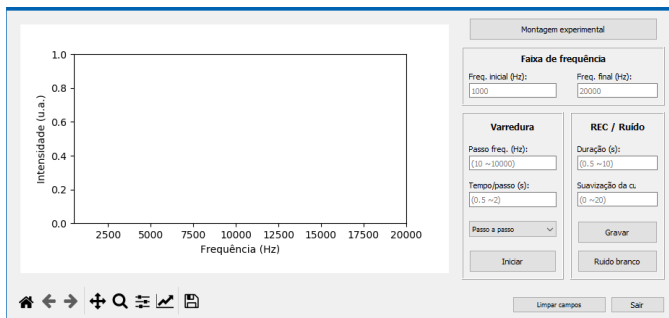 Montagem experimental
Faixa de frequência
Freq. inicial (Hz): Freq. final (Hz):
1000 20000
Varredura
Passo freq. (Hz):
(10 ~10000)
Tempo/passo (s):
(0.5 ~2)
Passo a passo
Iniciar
REC / Ruído
Duração (s):
(0.5 ~10)
Suavização da cu
(0 ~20)
Gravar
Ruido branco
Limpar campos Sair
Intensidade (u.a.)
1.0
0.8
0.6
0.4
0.2
0.0
2500 5000 7500 10000 12500 15000 17500 20000
Frequência (Hz)